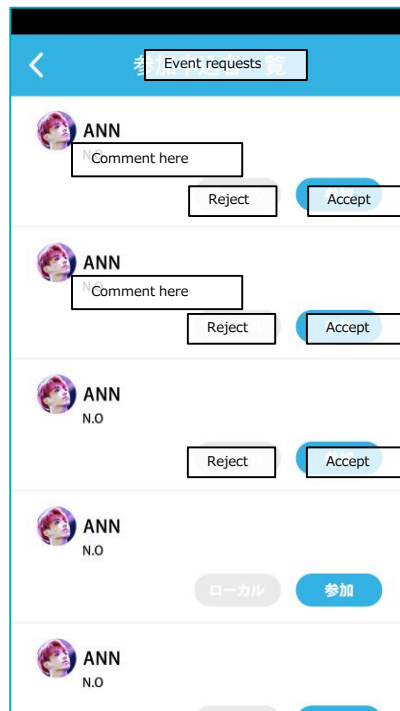 Event requests
ANN
Comment here
Reject Accept
ANN
Comment here
Reject Accept
ANN
N.O
Reject Accept
ANN
N.O
ローカル 参加
ANN
N.O